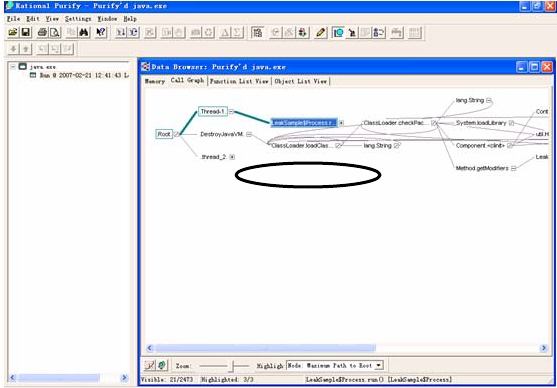 Rational Purify - Purify'd java.exe
File Edit View Settings Window Help
java.exe
Run @ 2007-02-21 12:41:43 L
Data Browser: Purify'd java.exe
Memory Call Graph Function List View Object List View
lang.String
Thread-1
LeakSample$Process.r...
ClassLoader.checkPac...
System.loadLibrary
Cont
Root
DestroyJavaVM...
util.H
ClassLoader.loadClas...
lang.String
Component.<clinit>
.thread_2
Leak
Method.getModifiers
Zoom:
Highligh
Node: Maximum Path to Root
Visible: 21/2473
Highlighted: 3/3
LeakSample$Process.run() [LeakSample$Process]